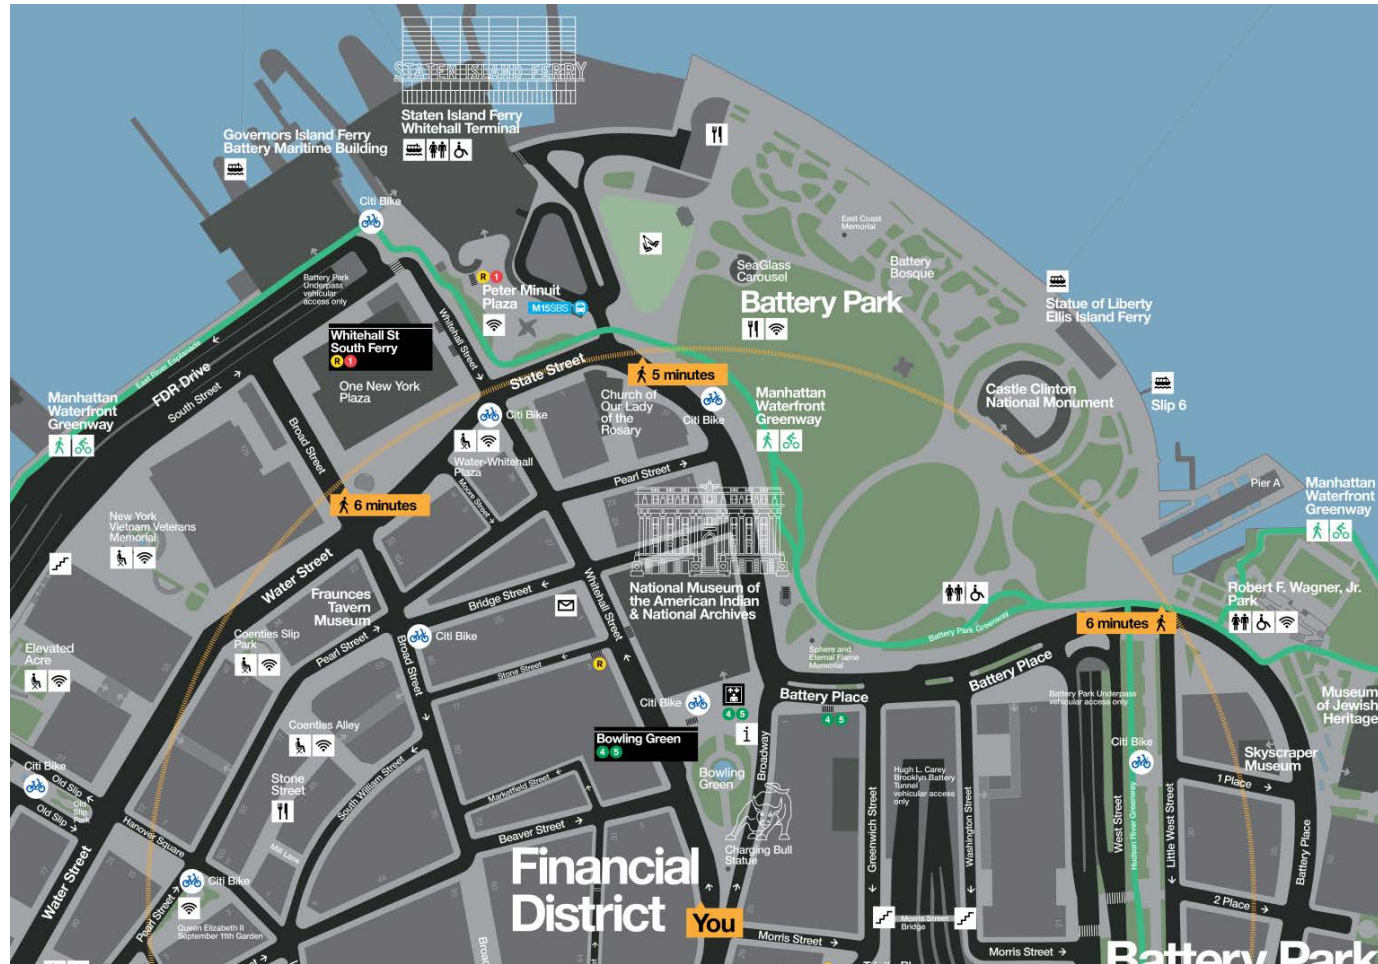 STATEN ISLAND FERRY
Staten Island Ferry
Whitehall Terminal
Governors Island Ferry
Battery Maritime Building
Citi Bike
East Coast
Memorial
SeaGlass
Carousel
Battery
Bosque
Battery Park
Statue of Liberty
Ellis Island Ferry
Battery Park
Underpass
vehicular
access only
R 1
Peter Minuit
Plaza
M15SBS
Whitehall Street
Whitehall St
South Ferry
R 1
One New York
Plaza
East River Esplanade
FDR Drive
South Street
State Street
5 minutes
Manhattan
Waterfront
Greenway
Church of
Our Lady
of the
Rosary
Citi Bike
Citi Bike
Manhattan
Waterfront
Greenway
Castle Clinton
National Monument
Slip 6
Broad Street
Water-Whitehall
Plaza
Moore Street
Pearl Street
Pier A
Manhattan
Waterfront
Greenway
6 minutes
New York
Vietnam Veterans
Memorial
Water Street
Fraunces
Tavern
Museum
Bridge Street
Whitehall Street
National Museum of
the American Indian
& National Archives
Robert F. Wagner, Jr.
Park
6 minutes
Battery Park Greenway
Coenties Slip
Park
Pearl Street
Citi Bike
Broad Street
Stone Street
R
Sphere and
Eternal Flame
Memorial
Elevated
Acre
Battery Place
Battery Place
Battery Park Underpass
vehicular access only
Museum
of Jewish
Heritage
Citi Bike
4 5
4 5
i
Coenties Alley
Bowling Green
4 5
Broadway
Citi Bike
Skyscraper
Museum
Citi Bike
Old Slip
Old Slip
Old
Slip
Park
Stone
Street
South William Street
Marketfield Street
Bowling
Green
Hugh L. Carey
Brooklyn Battery
Tunnel
vehicular access
only
1 Place
Hanover Square
Mill Lane
Beaver Street
Charging Bull
Statue
Greenwich Street
Washington Street
West Street
Hudson River Greenway
Little West Street
Battery Place
Water Street
Citi Bike
Pearl Street
Queen Elizabeth II
September 11th Garden
Financial
District
You
Broad
Morris Street
Morris Street
Bridge
Morris Street
2 Place
Battery Park